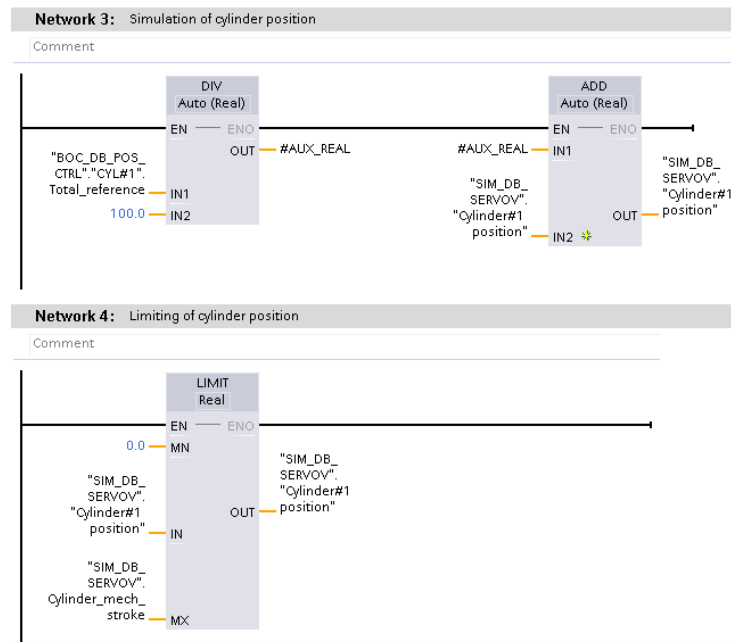 Network 3: Simulation of cylinder position
Comment
DIV
Auto (Real)
EN ENO
OUT #AUX_REAL
"BOC_DB_POS_
CTRL"."CYL#1".
Total_reference IN1
100.0 IN2
ADD
Auto (Real)
EN ENO
#AUX_REAL IN1
"SIM_DB_
SERVOV".
"Cylinder#1
position" IN2
"SIM_DB_
SERVOV".
"Cylinder#1
OUT position"
Network 4: Limiting of cylinder position
Comment
LIMIT
Real
EN ENO
0.0 MN
"SIM_DB_
SERVOV".
"Cylinder#1
position" IN
"SIM_DB_
SERVOV".
"Cylinder#1
OUT position"
"SIM_DB_
SERVOV".
Cylinder_mech_
stroke MX